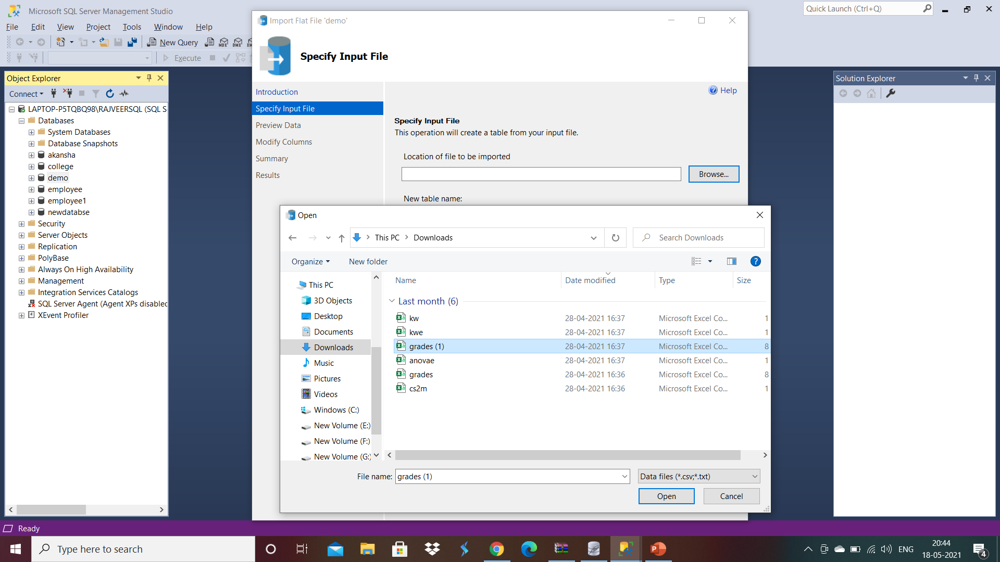 Microsoft SQL Server Management Studio
Quick Launch (Ctrl+Q)
File Edit View Project Tools Window Help
New Query MDX DMX
Execute
Import Flat File 'demo'
Specify Input File
Object Explorer
Connect
LAPTOP-P5TQBQ98\RAJVEERSQL (SQL S
Databases
System Databases
Database Snapshots
akansha
college
demo
employee
employee1
newdatabse
Security
Server Objects
Replication
PolyBase
Always On High Availability
Management
Integration Services Catalogs
SQL Server Agent (Agent XPs disabled
XEvent Profiler
Introduction
Specify Input File
Preview Data
Modify Columns
Summary
Results
Help
Specify Input File
This operation will create a table from your input file.
Location of file to be imported
Browse...
New table name:
Open
This PC Downloads
Search Downloads
Organize New folder
This PC
3D Objects
Desktop
Documents
Downloads
Music
Pictures
Videos
Windows (C:)
New Volume (E:)
New Volume (F:)
New Volume (G:)
Name Date modified Type Size
Last month (6)
kw 28-04-2021 16:37 Microsoft Excel Co... 1
kwe 28-04-2021 16:37 Microsoft Excel Co... 1
grades (1) 28-04-2021 16:37 Microsoft Excel Co... 8
anovae 28-04-2021 16:37 Microsoft Excel Co... 1
grades 28-04-2021 16:36 Microsoft Excel Co... 8
cs2m 28-04-2021 16:36 Microsoft Excel Co... 1
File name: grades (1) Data files (*.csv;*.txt)
Open Cancel
Solution Explorer
Ready
Type here to search
ENG
20:44
18-05-2021
4